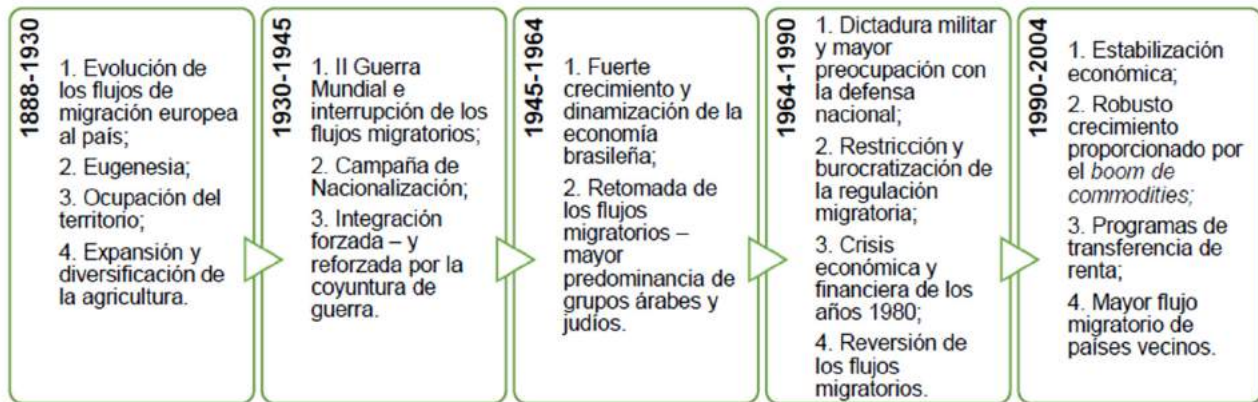 1888-1930
1. Evolución de
los flujos de
migración europea
al país;
2. Eugenesia;
3. Ocupación del
territorio;
4. Expansión y
diversificación de
la agricultura.
1930-1945
1. II Guerra
Mundial e
interrupción de los
flujos migratorios;
2. Campaña de
Nacionalización;
3. Integración
forzada – y
reforzada por la
coyuntura de
guerra.
1945-1964
1. Fuerte
crecimiento y
dinamización de la
economía
brasileña;
2. Retomada de
los flujos
migratorios –
mayor
predominancia de
grupos árabes y
judíos.
1964-1990
1. Dictadura militar
y mayor
preocupación con
la defensa
nacional;
2. Restricción y
burocratización de
la regulación
migratoria;
3. Crisis
económica y
financiera de los
años 1980;
4. Reversión de
los flujos
migratorios.
1990-2004
1. Estabilización
económica;
2. Robusto
crecimiento
proporcionado por
el boom de
commodities;
3. Programas de
transferencia de
renta;
4. Mayor flujo
migratorio de
países vecinos.